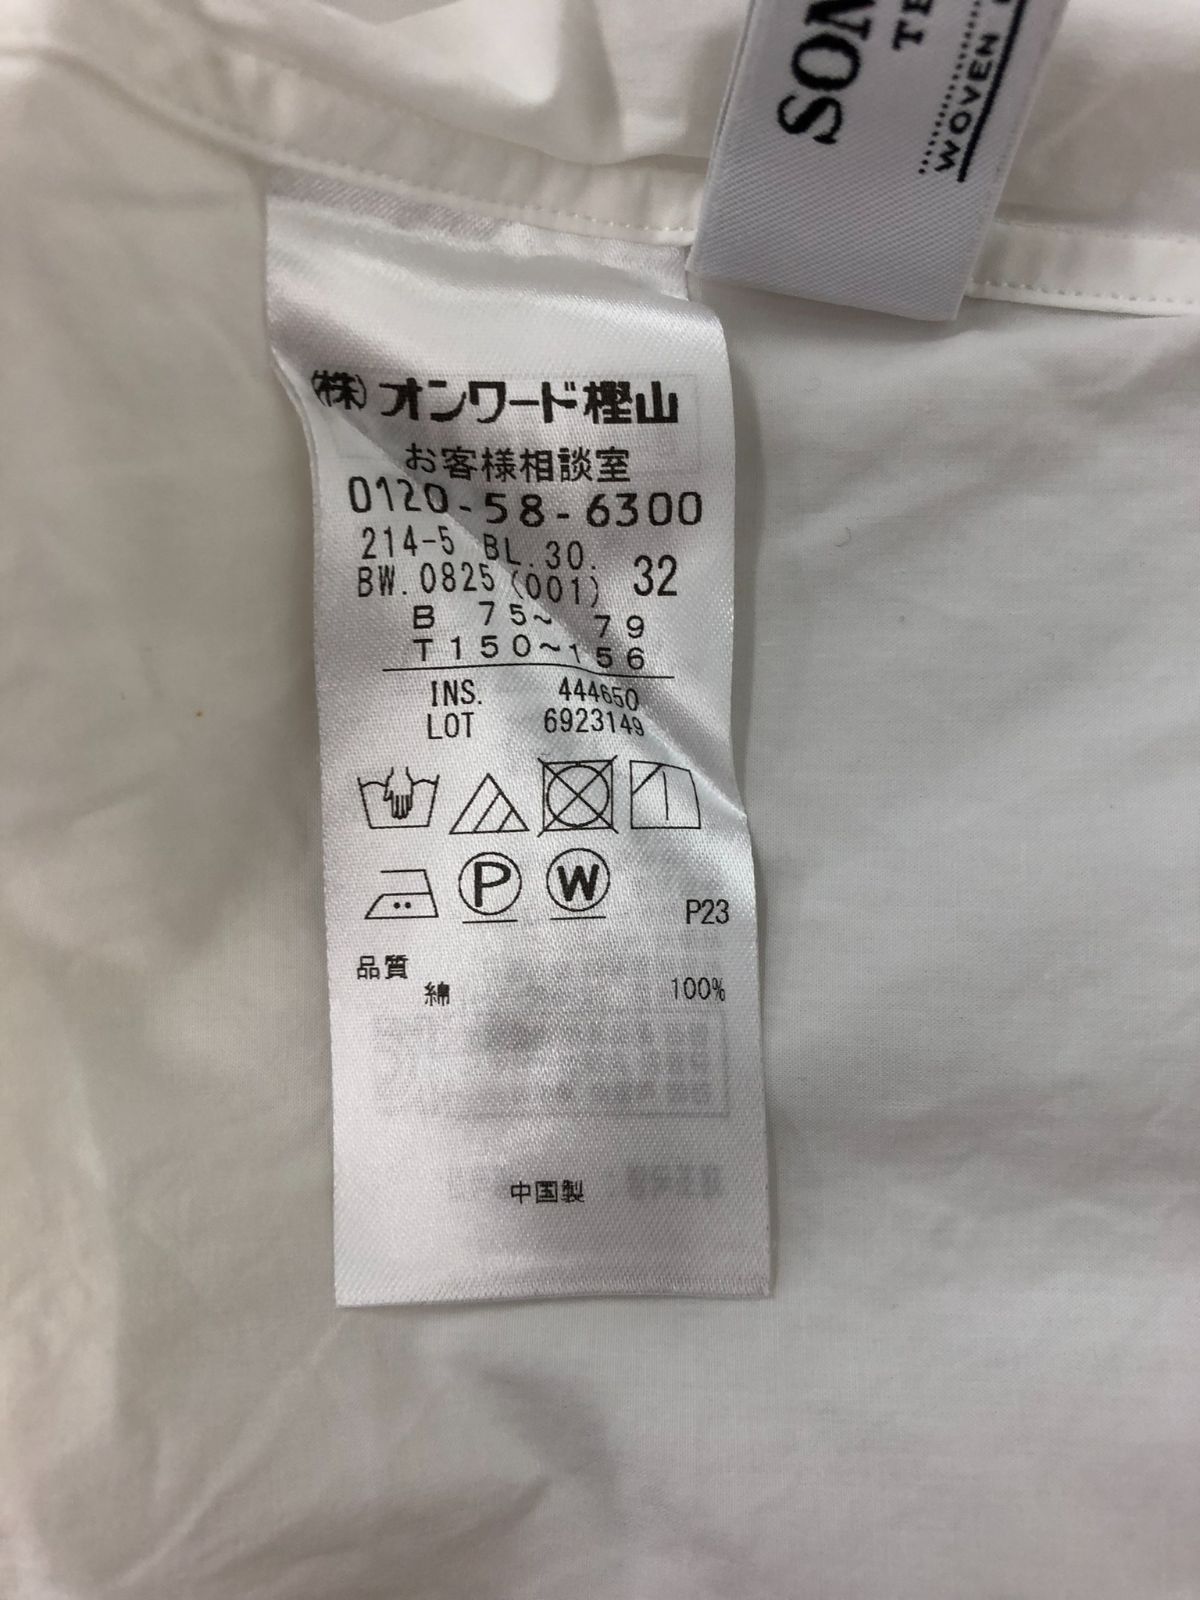 SOM
TE
WOVEN
㈱オンワード樫山
お客様相談室
0120-58-6300
214-5 BL.30.
BW.0825(001) 32
B 75~ 79
T 150~156
INS. 444650
LOT 6923149
P W
P23
品質
綿 100%
中国製